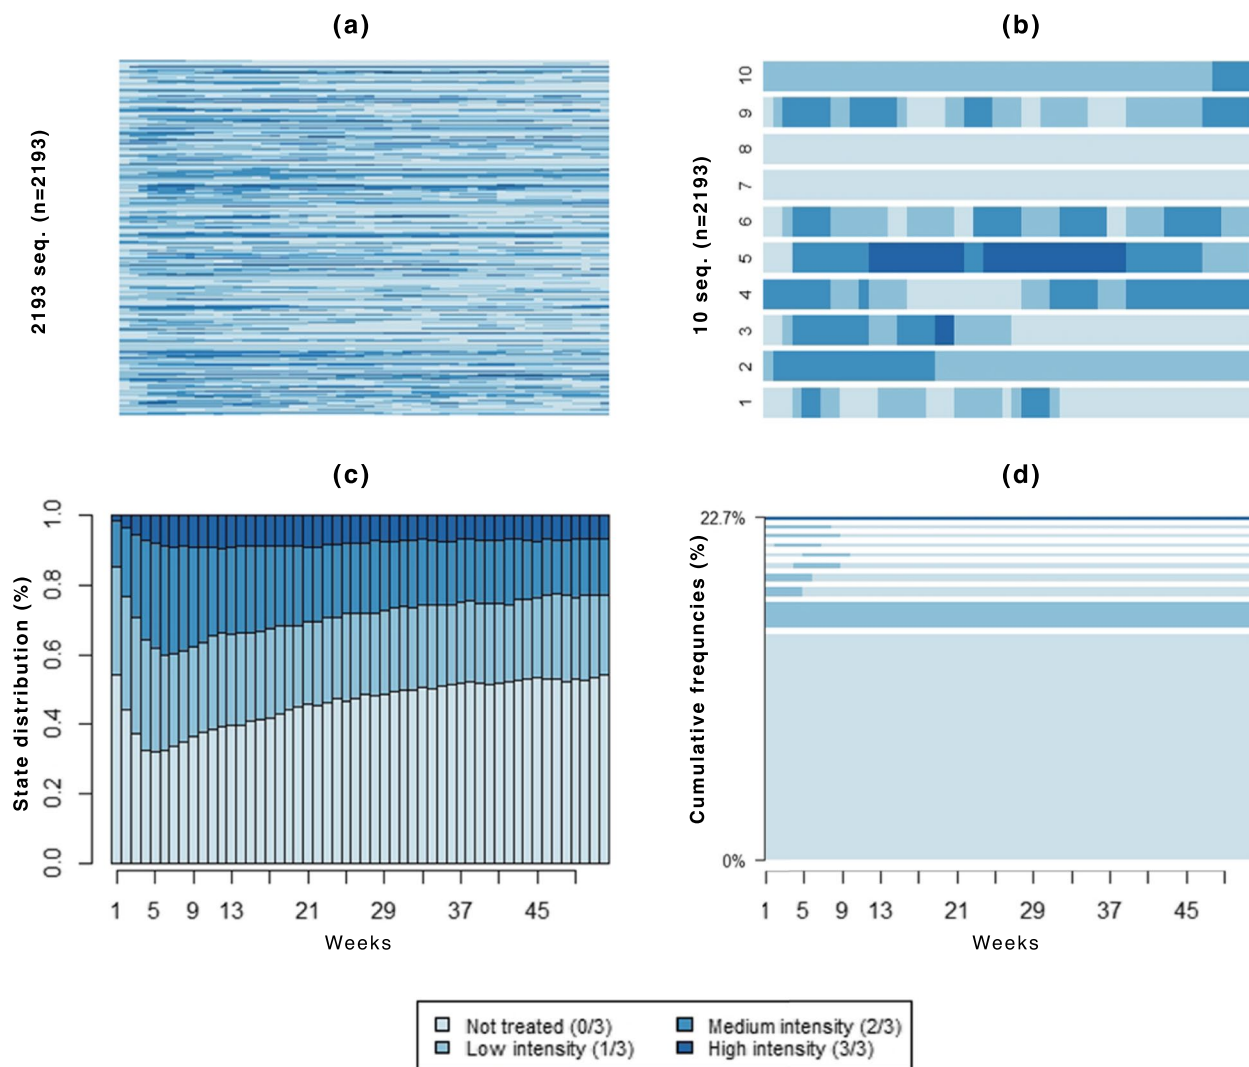 (a)
(b)
2193 seq. (n=2193)
10 seq. (n=2193)
10
9
8
7
6
5
4
3
2
1
(c)
(d)
State distribution (%)
1.0
0.8
0.6
0.4
0.2
0.0
1 5 9 13 21 29 37 45
Weeks
Cumulative frequncies (%)
22.7%
0%
1 5 9 13 21 29 37 45
Weeks
Not treated (0/3)
Low intensity (1/3)
Medium intensity (2/3)
High intensity (3/3)